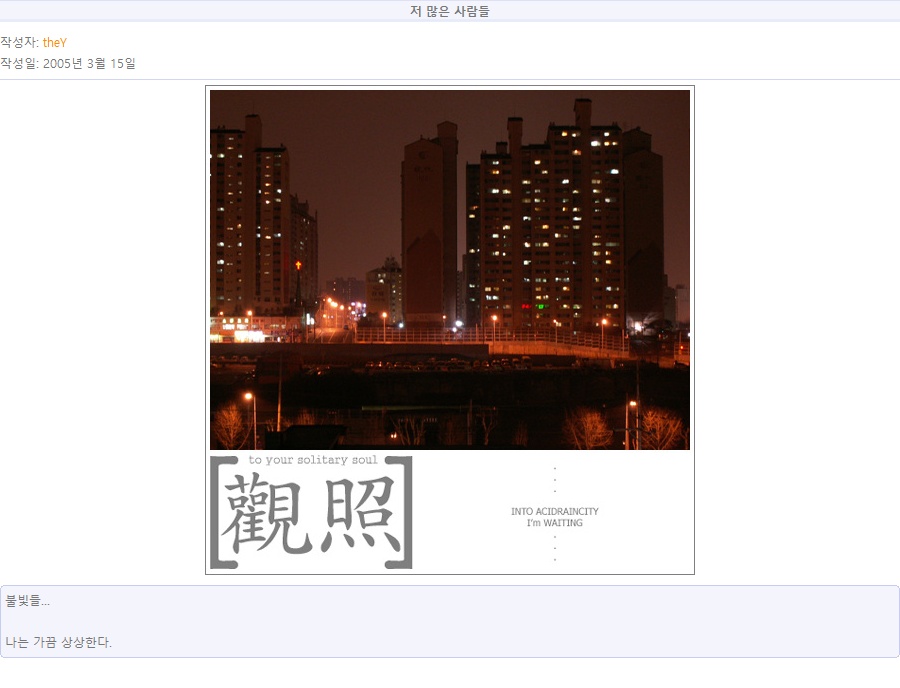 저 많은 사람들
작성자: theY
작성일: 2005년 3월 15일
to your solitary soul
[觀照]
INTO ACIDRAINCITY
I'm WAITING
불빛들...
나는 가끔 상상한다.